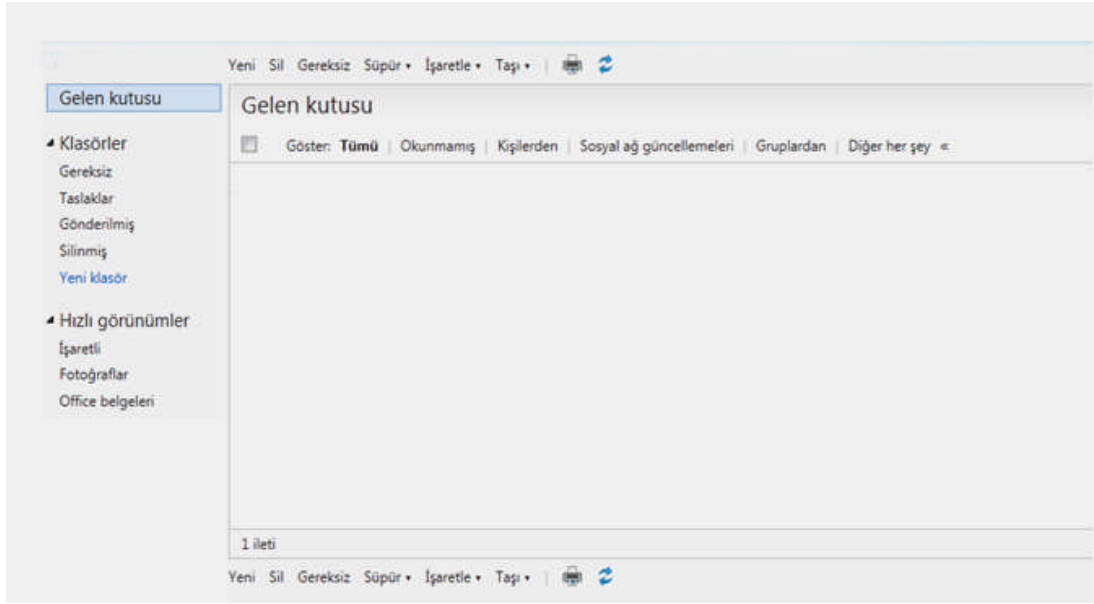 Yeni Sil Gereksiz Süpür İşaretle Taşı
Gelen kutusu
Klasörler
Gereksiz
Taslaklar
Gönderilmiş
Silinmiş
Yeni klasör
Hızlı görünümler
İşaretli
Fotoğraflar
Office belgeleri
Gelen kutusu
Göster: Tümü | Okunmamış | Kişilerden | Sosyal ağ güncellemeleri | Gruplardan | Diğer her şey «
1 ileti
Yeni Sil Gereksiz Süpür İşaretle Taşı